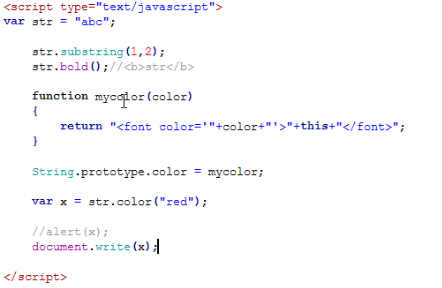 <script type="text/javascript">
var str = "abc";
str.substring(1,2);
str.bold();//<b>str</b>
function mycolor(color)
{
return "<font color='"+color+"'>"+this+"</font>";
}
String.prototype.color = mycolor;
var x = str.color("red");
//alert(x);
document.write(x);
</script>